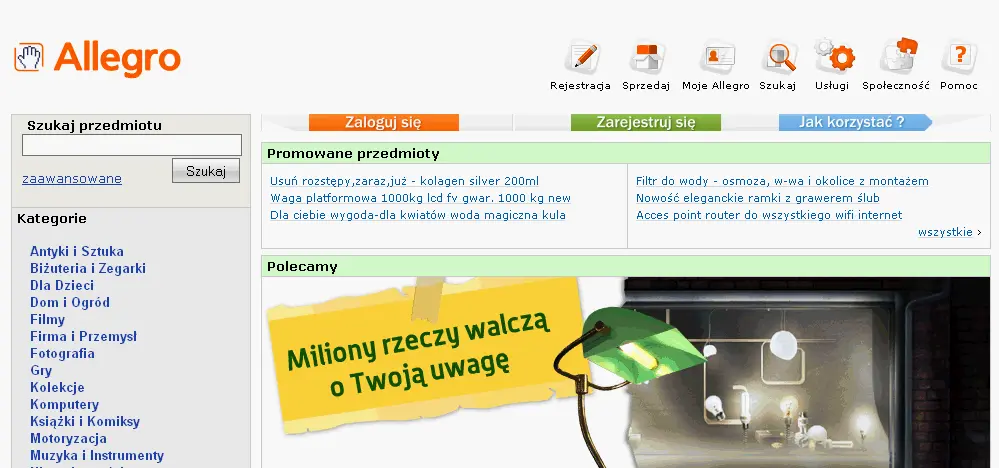 Allegro
Rejestracja Sprzedaj Moje Allegro Szukaj Usługi Społeczność Pomoc
Szukaj przedmiotu
Szukaj
zaawansowane
Kategorie
Antyki i Sztuka
Biżuteria i Zegarki
Dla Dzieci
Dom i Ogród
Filmy
Firma i Przemysł
Fotografia
Gry
Kolekcje
Komputery
Książki i Komiksy
Motoryzacja
Muzyka i Instrumenty
Zaloguj się Zarejestruj się Jak korzystać ?
Promowane przedmioty
Usuń rozstępy,zaraz,już - kolagen silver 200ml
Waga platformowa 1000kg lcd fv gwar. 1000 kg new
Dla ciebie wygoda-dla kwiatów woda magiczna kula
Filtr do wody - osmoza, w-wa i okolice z montażem
Nowość eleganckie ramki z grawerem ślub
Acces point router do wszystkiego wifi internet
wszystkie ›
Polecamy
Miliony rzeczy walczą
o Twoją uwagę